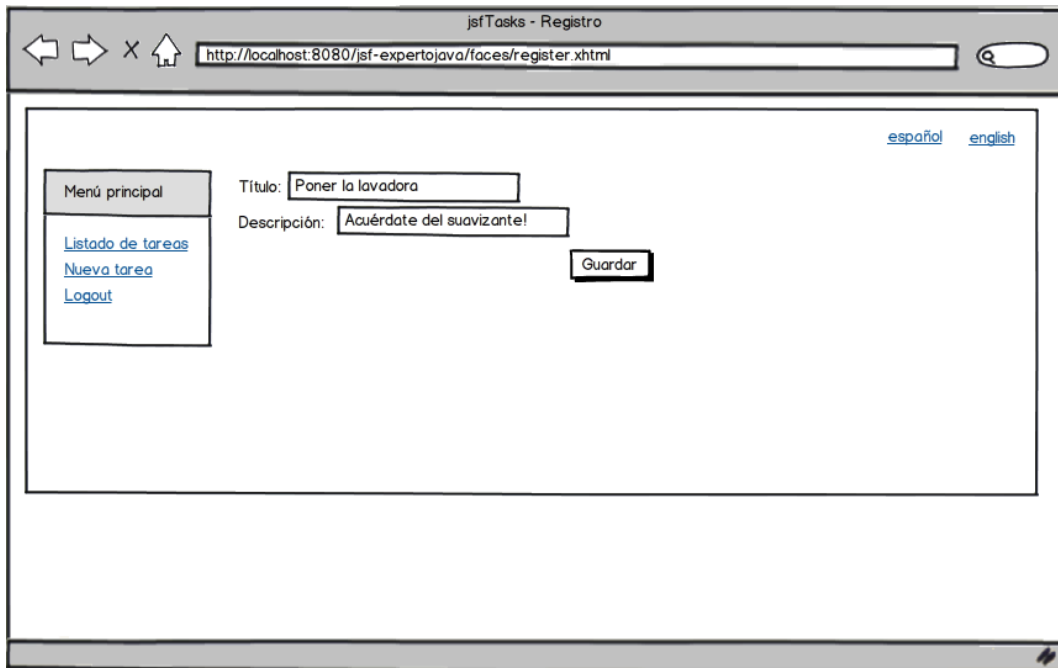 jsfTasks - Registro
http://localhost:8080/jsf-expertojava/faces/register.xhtml
español english
Menú principal
Listado de tareas
Nueva tarea
Logout
Título: Poner la lavadora
Descripción: Acuérdate del suavizante!
Guardar